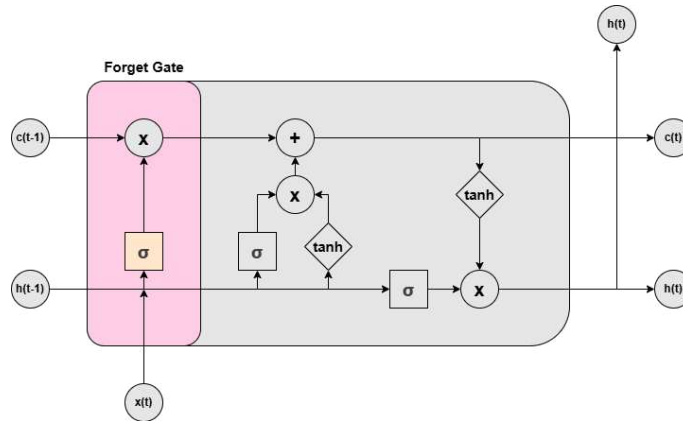 h(t)
Forget Gate
c(t-1)
x
+
c(t)
x
tanh
σ
σ
tanh
h(t-1)
σ
x
h(t)
x(t)